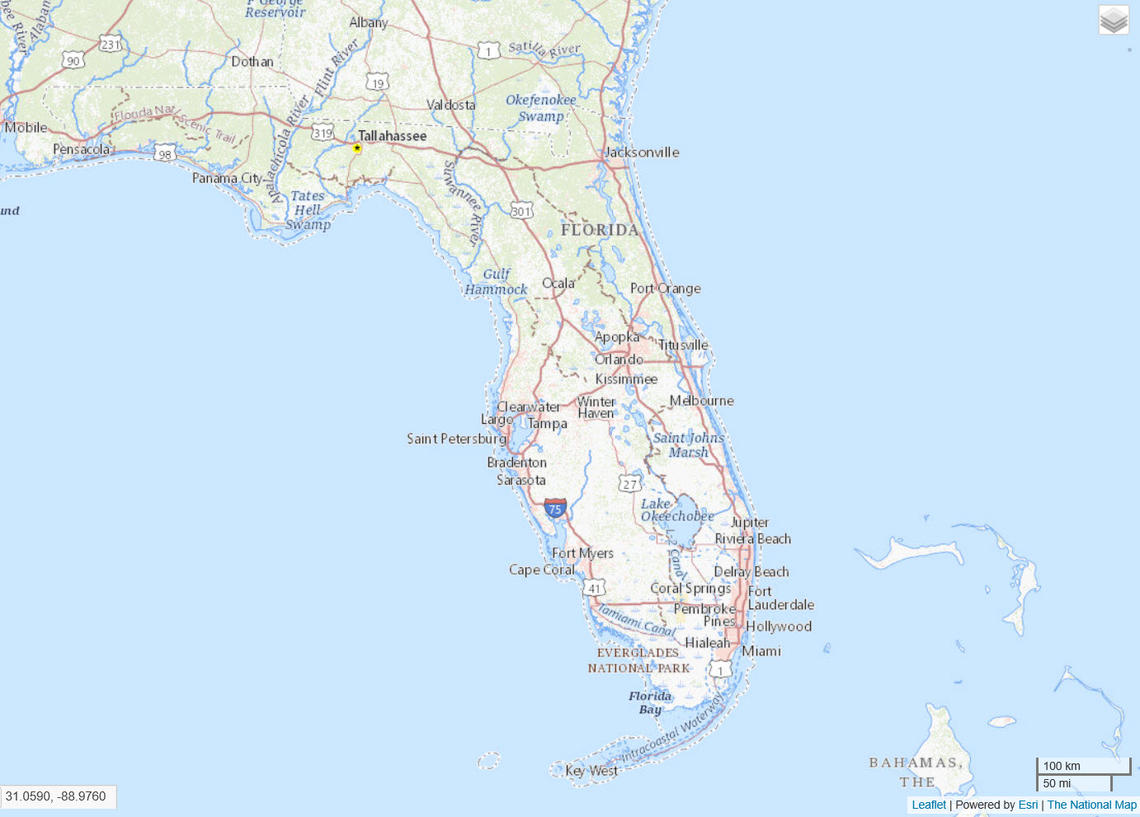 P George
Reservoir
Albany
Alabam
bee River
231
1
Satilla River
90
Dothan
Flint River
19
Valdosta
Okefenokee
Swamp
Florida Nat'l Scenic Trail
Mobile
319
Tallahassee
Pensacola
98
Apalachicola River
Jacksonville
Panama City
Suwannee River
Tates
Hell
Swamp
und
301
FLORIDA
Gulf
Hammock
Ocala
Port Orange
Apopka
Titusville
Orlando
Kissimmee
Clearwater
Winter
Haven
Melbourne
Largo
Tampa
Saint Petersburg
Saint Johns
Marsh
Bradenton
Sarasota
27
75
Lake
Okeechobee
Jupiter
Riviera Beach
L-2 Canal
Fort Myers
Cape Coral
Delray Beach
41
Coral Springs
Fort
Lauderdale
Pembroke
Pines
Tamiami Canal
Hollywood
Hialeah
EVERGLADES
NATIONAL PARK
Miami
1
Florida
Bay
Intracoastal Waterway
Key West
BAHAMAS,
THE
100 km
50 mi
31.0590, -88.9760
Leaflet | Powered by Esri | The National Map